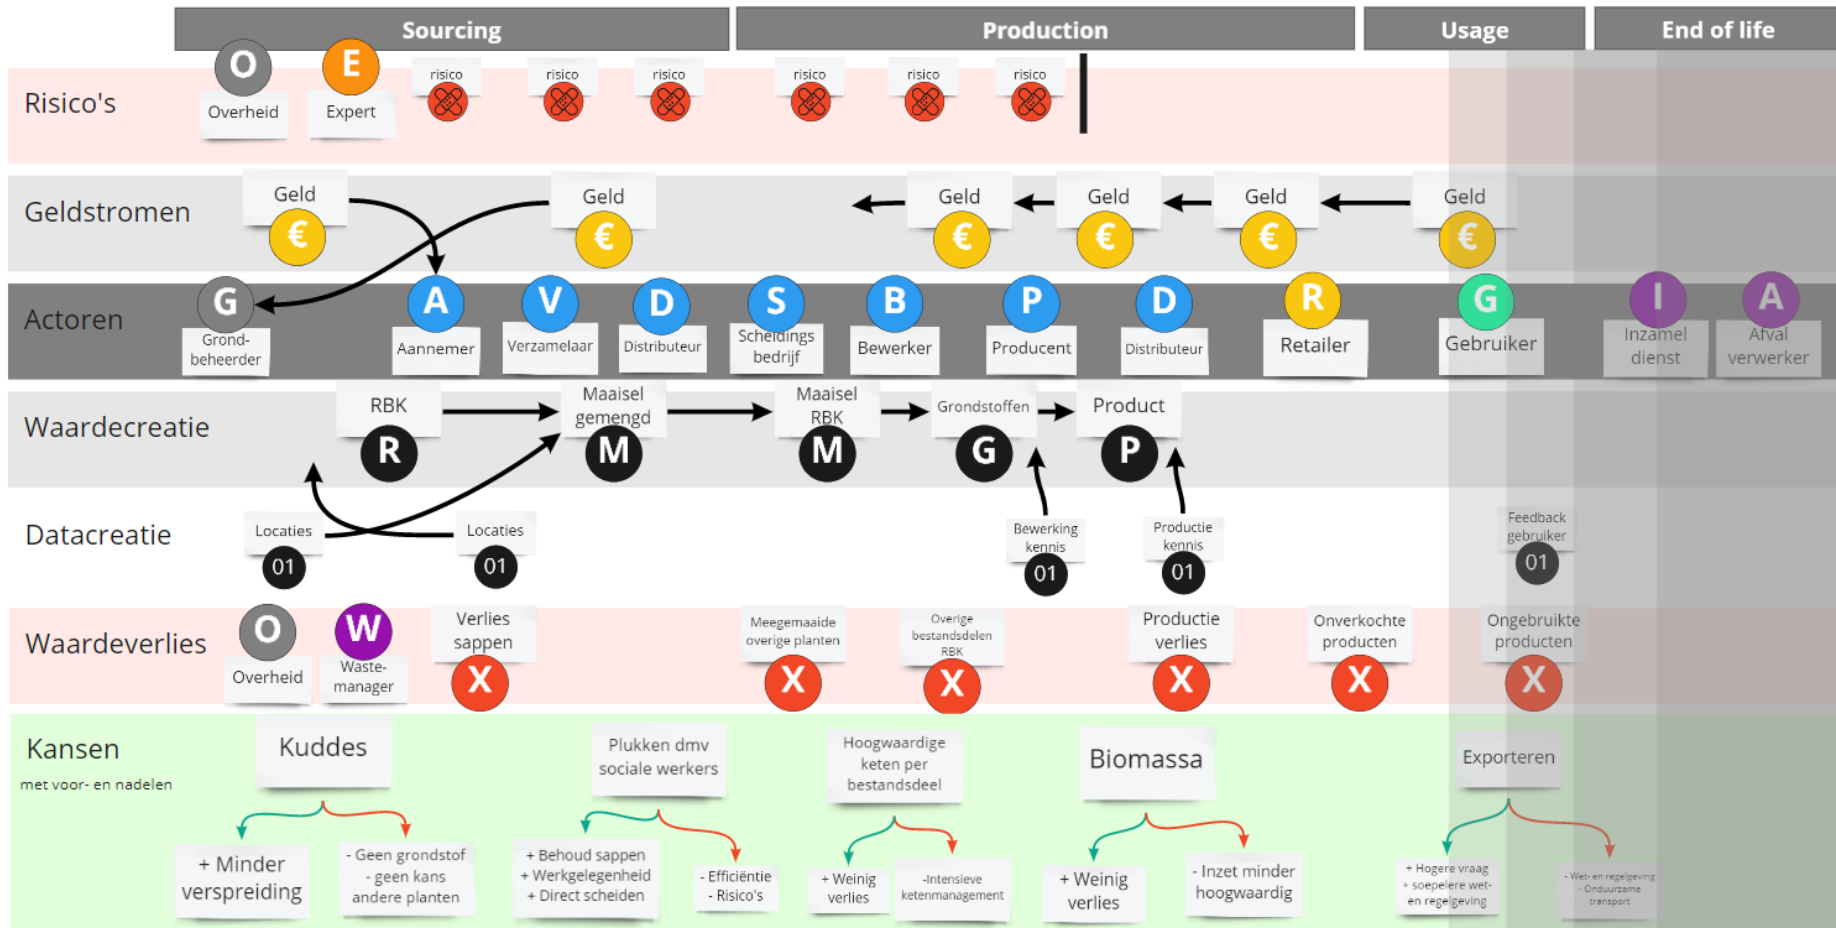 Sourcing
Production
Usage
End of life
Risico's
O
Overheid
E
Expert
risico
risico
risico
risico
risico
risico
Geldstromen
Geld
€
Geld
€
Geld
€
Geld
€
Geld
€
Geld
€
Actoren
G
Grond-
beheerder
A
Aannemer
V
Verzamelaar
D
Distributeur
S
Scheidings
bedrijf
B
Bewerker
P
Producent
D
Distributeur
R
Retailer
G
Gebruiker
I
Inzamel
dienst
A
Afval
verwerker
Waardecreatie
RBK
R
Maaisel
gemengd
M
Maaisel
RBK
M
Grondstoffen
G
Product
P
Datacreatie
Locaties
01
Locaties
01
Bewerking
kennis
01
Productie
kennis
01
Feedback
gebruiker
01
Waardeverlies
O
Overheid
W
Waste-
manager
Verlies
sappen
X
Meegemaaide
overige planten
X
Overige
bestandsdelen
RBK
X
Productie
verlies
X
Onverkochte
producten
X
Ongebruikte
producten
X
Kansen
met voor- en nadelen
Kuddes
+ Minder
verspreiding
- Geen grondstof
- geen kans
andere planten
Plukken dmv
sociale werkers
+ Behoud sappen
+ Werkgelegenheid
+ Direct scheiden
- Efficiëntie
- Risico's
Hoogwaardige
keten per
bestandsdeel
+ Weinig
verlies
-Intensieve
ketenmanagement
Biomassa
+ Weinig
verlies
- Inzet minder
hoogwaardig
Exporteren
+ Hogere vraag
+ soepelere wet-
en regelgeving
- Wet- en regelgeving
- Onduurzame
transport